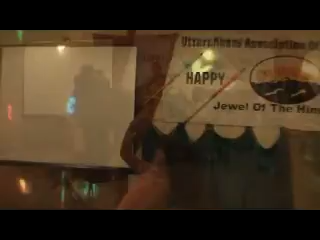 Uttarakhand Association Of
HAPPY
Jewel Of The Him